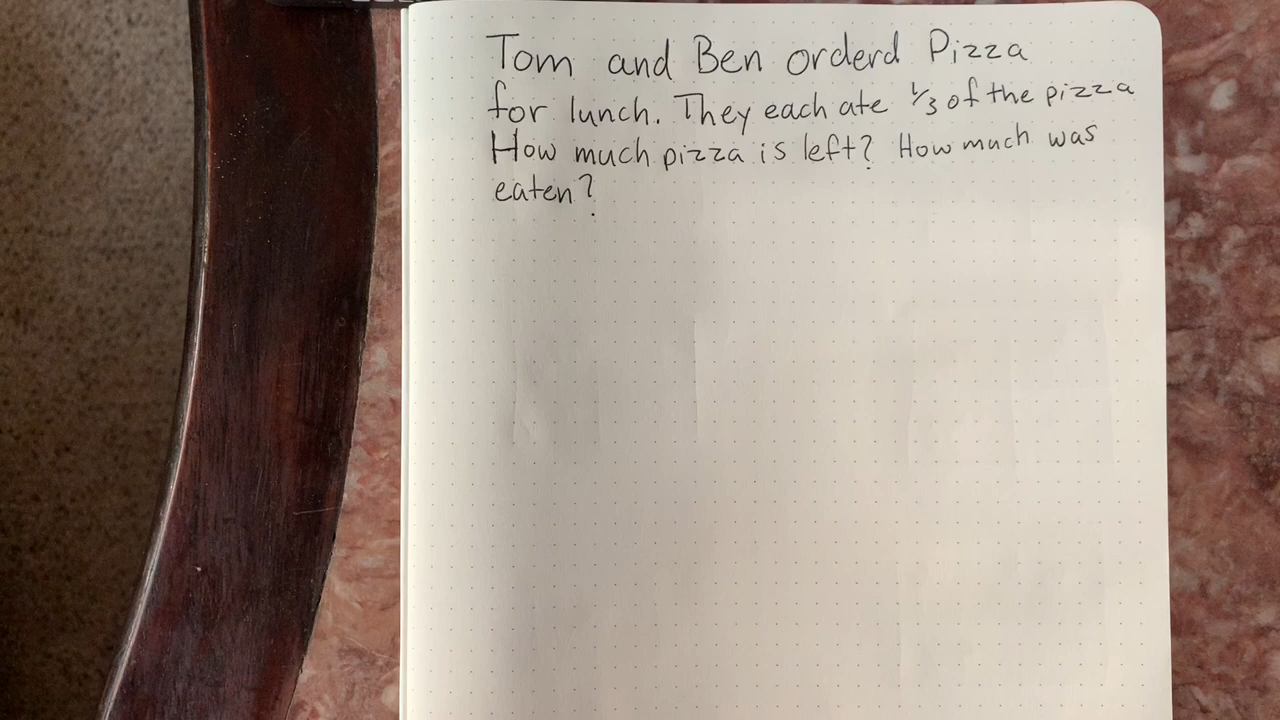 Tom and Ben orderd Pizza
for lunch. They each ate 1/3 of the pizza
How much pizza is left? How much was
eaten?